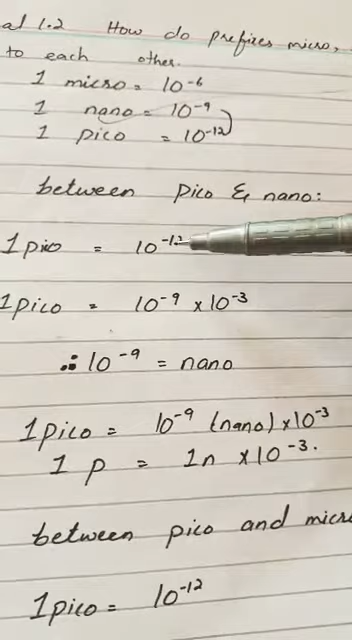 al 1.2 How do prefixes micro,
to each other.
1 micro = 10⁻⁶
1 nano = 10⁻⁹
1 pico = 10⁻¹²
between pico & nano:
1 pico = 10⁻¹²
1 pico = 10⁻⁹ x 10⁻³
∴ 10⁻⁹ = nano
1 pico = 10⁻⁹ (nano) x 10⁻³
1 p = 1n x 10⁻³.
between pico and micr
1 pico = 10⁻¹²